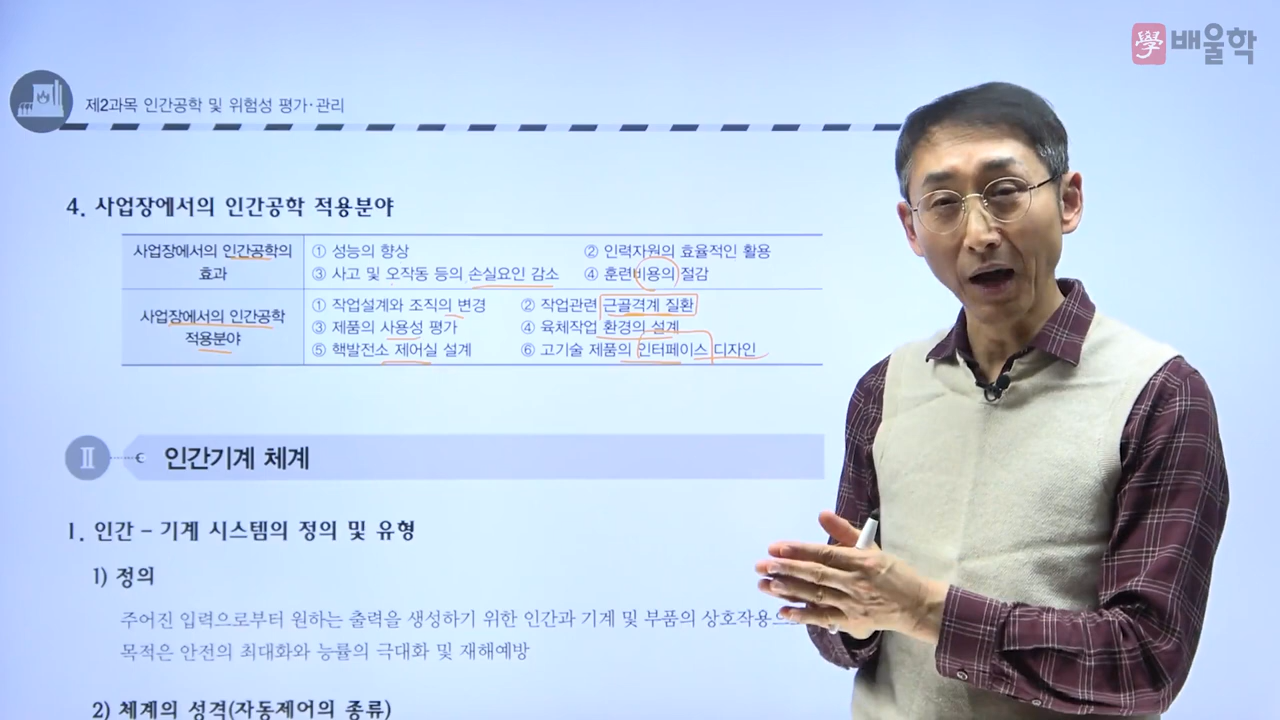 學 배울학
제2과목 인간공학 및 위험성 평가·관리
4. 사업장에서의 인간공학 적용분야
사업장에서의 인간공학의 효과
① 성능의 향상 ② 인력자원의 효율적인 활용
③ 사고 및 오작동 등의 손실요인 감소 ④ 훈련비용의 절감
사업장에서의 인간공학 적용분야
① 작업설계와 조직의 변경 ② 작업관련 근골격계 질환
③ 제품의 사용성 평가 ④ 육체작업 환경의 설계
⑤ 핵발전소 제어실 설계 ⑥ 고기술 제품의 인터페이스 디자인
Ⅱ 인간기계 체계
1. 인간 – 기계 시스템의 정의 및 유형
1) 정의
주어진 입력으로부터 원하는 출력을 생성하기 위한 인간과 기계 및 부품의 상호작용으
목적은 안전의 최대화와 능률의 극대화 및 재해예방
2) 체계의 성격(자동제어의 종류)